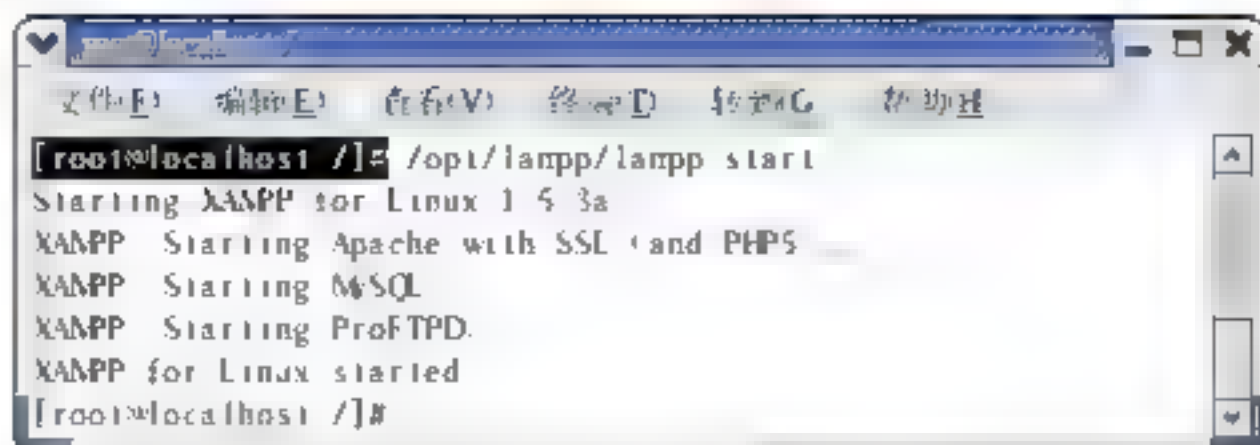 文件(F) 编辑(E) 查看(V) 终端(T) 转到(G) 帮助(H)
[root@localhost /]# /opt/lampp/lampp start
Starting XAMPP for Linux 1.5.3a
XAMPP: Starting Apache with SSL (and PHP5
XAMPP: Starting MySQL
XAMPP: Starting ProFTPD.
XAMPP for Linux started
[root@localhost /]#